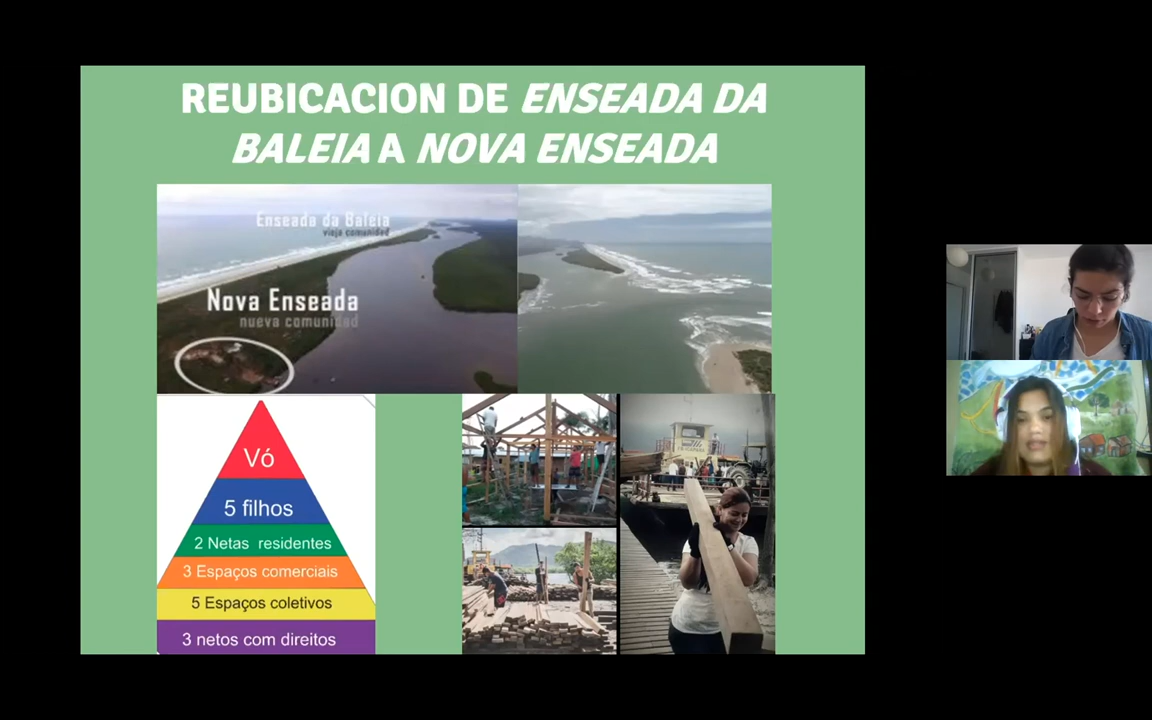 REUBICACION DE ENSEADA DA
BALEIA A NOVA ENSEADA
Enseada da Baleia
vieja comunidad
Nova Enseada
nueva comunidad
Vó
5 filhos
2 Netas residentes
3 Espaços comerciais
5 Espaços coletivos
3 netos com direitos